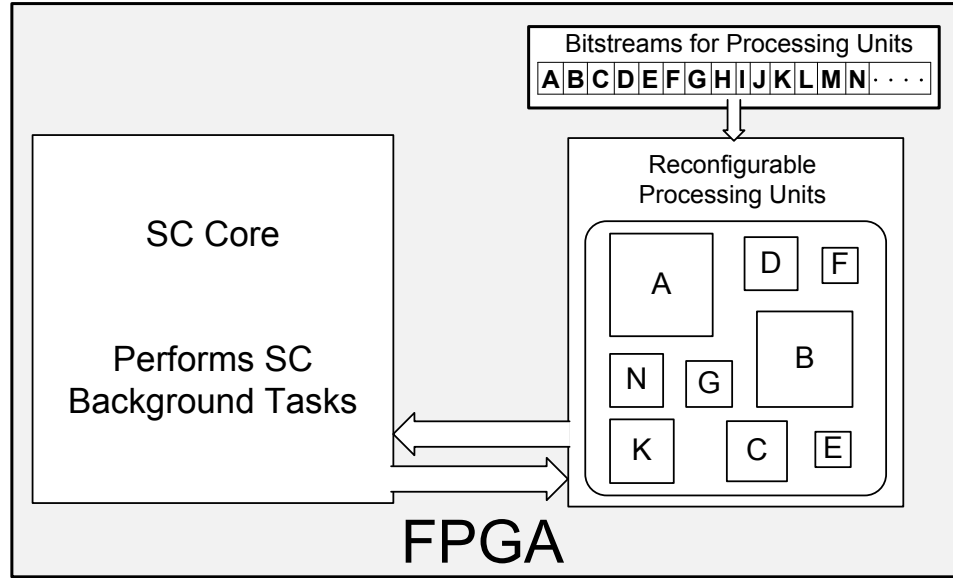 Bitstreams for Processing Units
A B C D E F G H I J K L M N · · · ·
Reconfigurable
Processing Units
SC Core
Performs SC
Background Tasks
A
D
F
B
N
G
K
C
E
FPGA